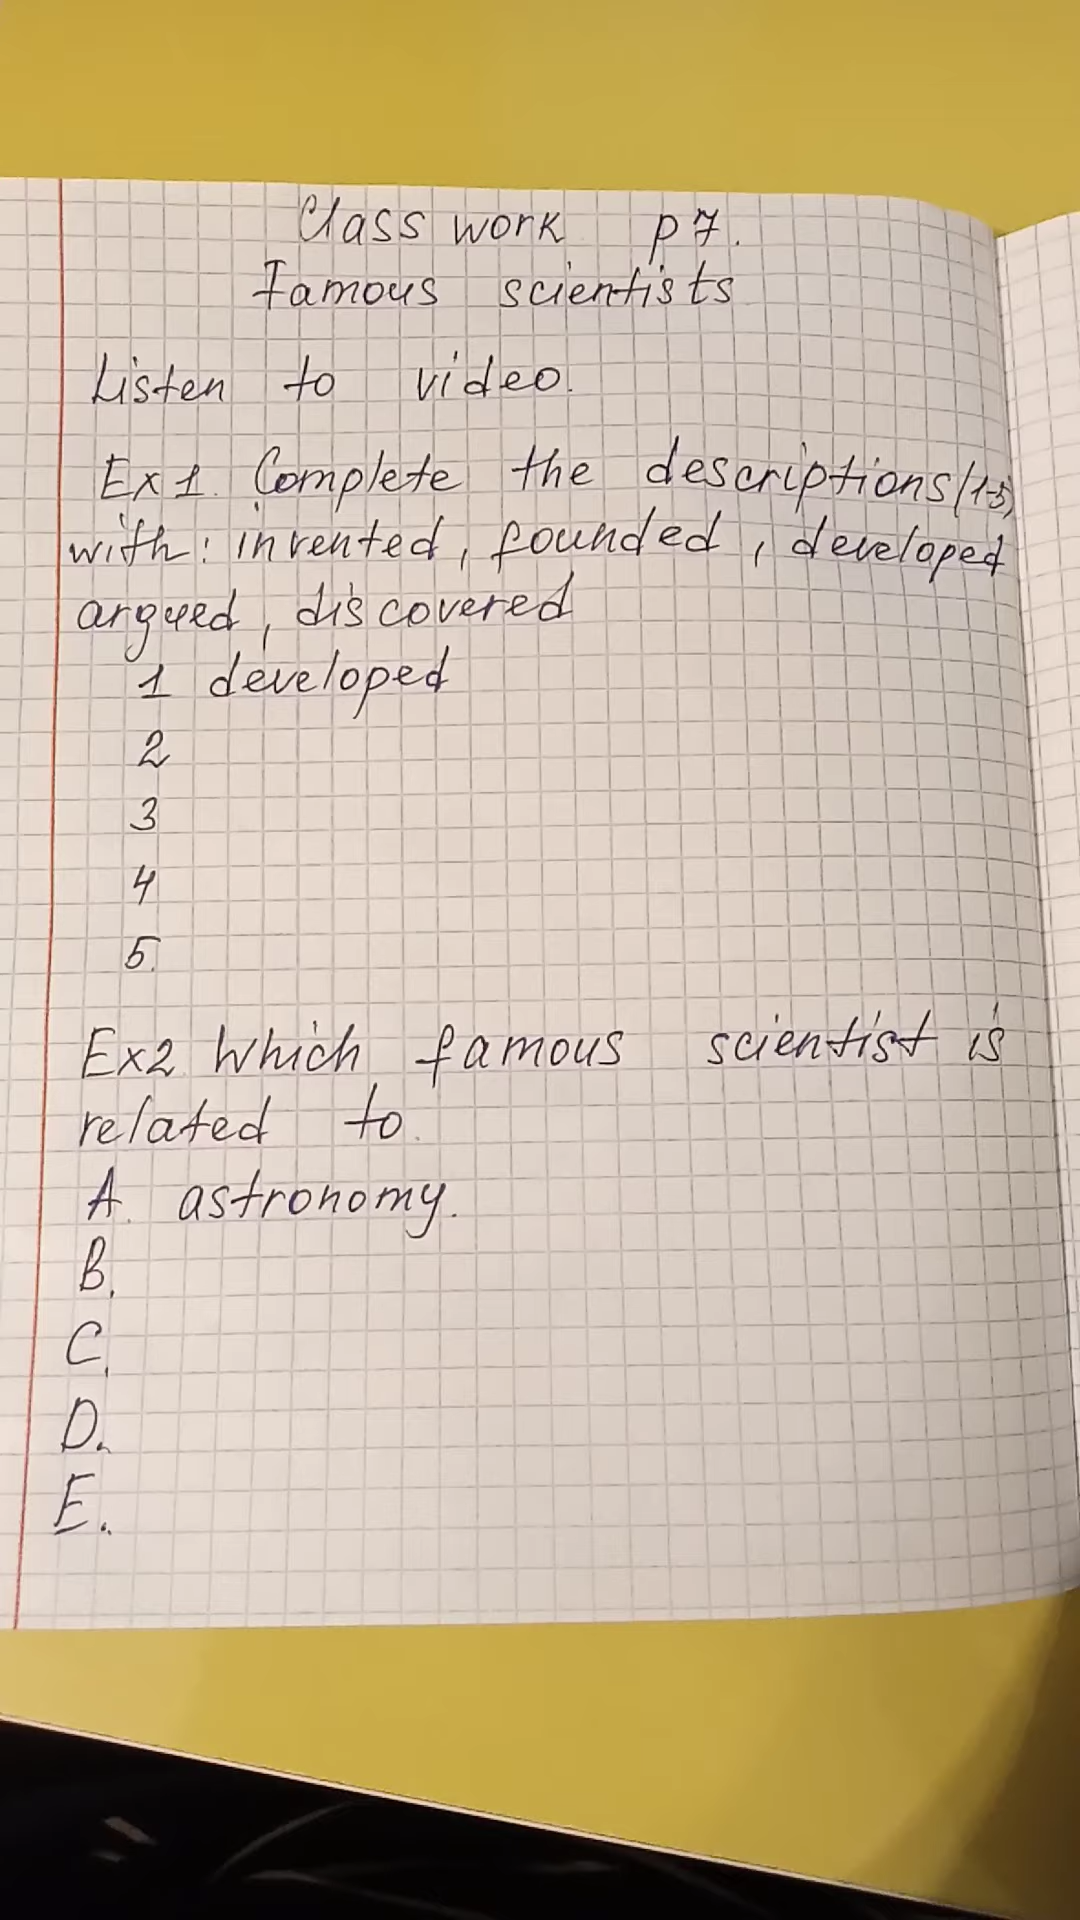 Class work p 7.
Famous scientists
Listen to video.
Ex 1. Complete the descriptions (1-5)
with: invented, founded, developed
argued, discovered
1 developed
2
3
4
5.
Ex2 Which famous scientist is
related to.
A. astronomy.
B.
C.
D.
E.